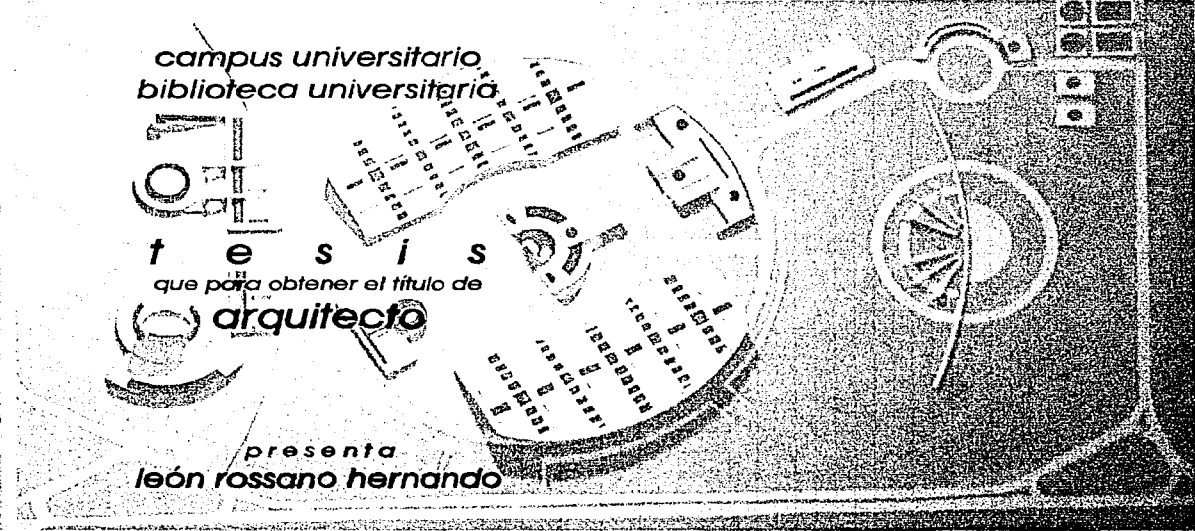 campus universitario
biblioteca universitaria
t e s i s
que para obtener el título de
arquitecto
presenta
león rossano hernando